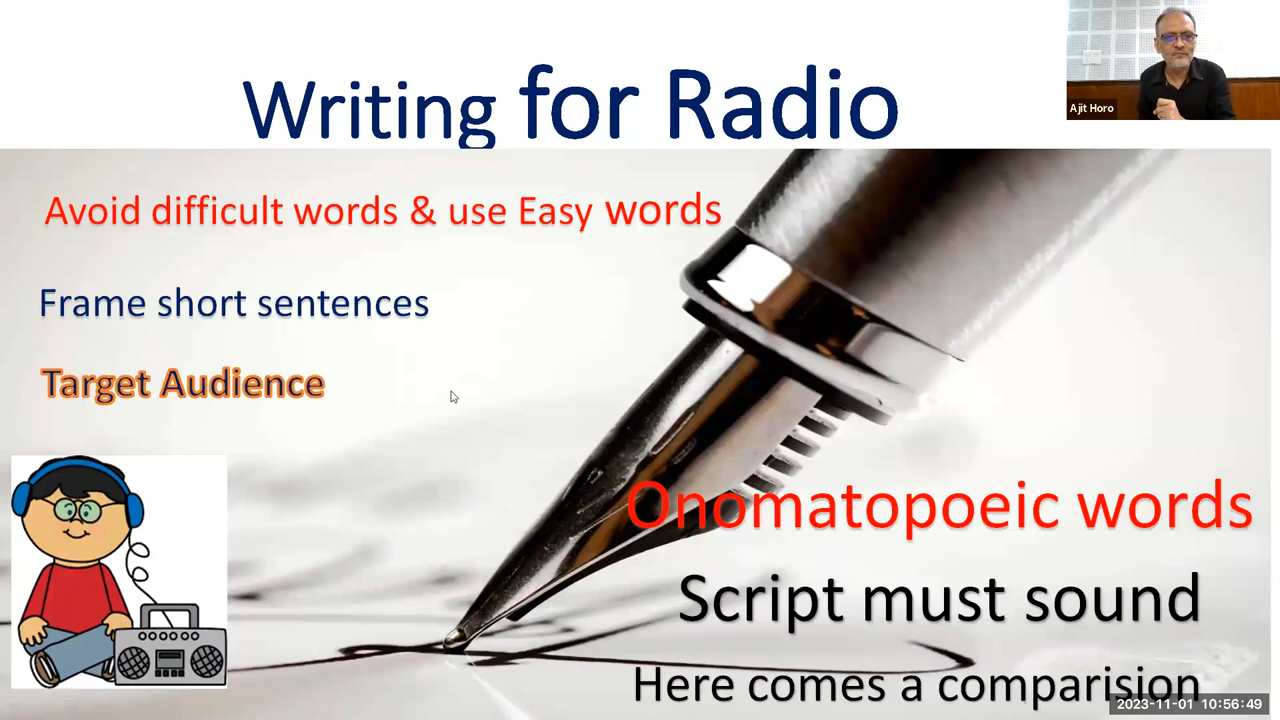 Writing for Radio
Ajit Horo
Avoid difficult words & use Easy words
Frame short sentences
Target Audience
Onomatopoeic words
Script must sound
Here comes a comparision
2023-11-01 10:56:49